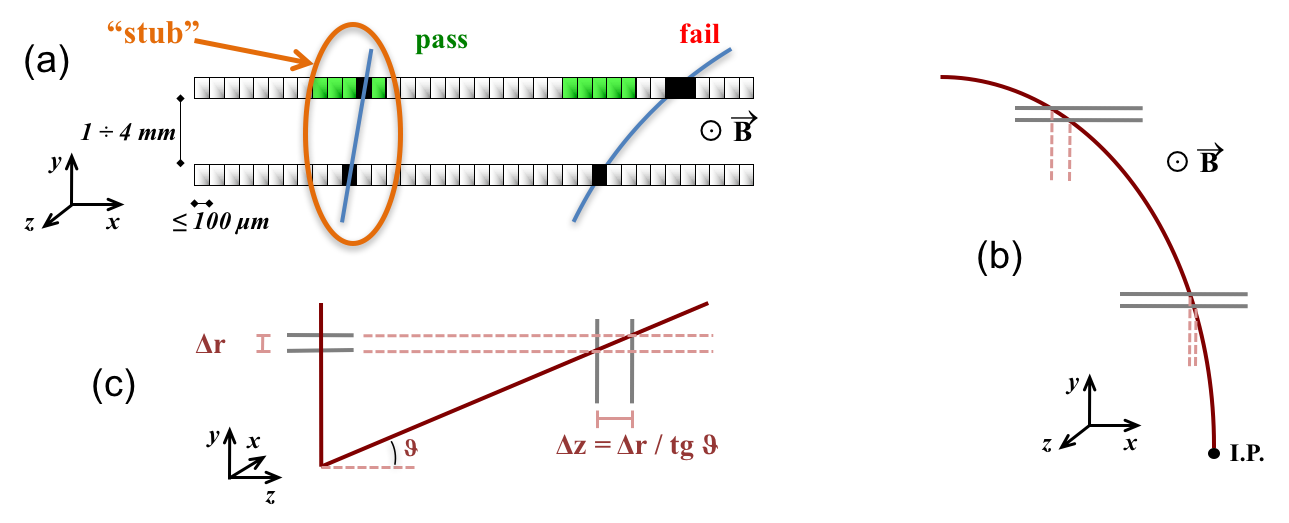 (a)
“stub”
pass
fail
1 ÷ 4 mm
⊙ B⃗
y
z
x
≤ 100 μm
(b)
⊙ B⃗
y
z
x
I.P.
(c)
Δr
ϑ
Δz = Δr / tg ϑ
y
x
z